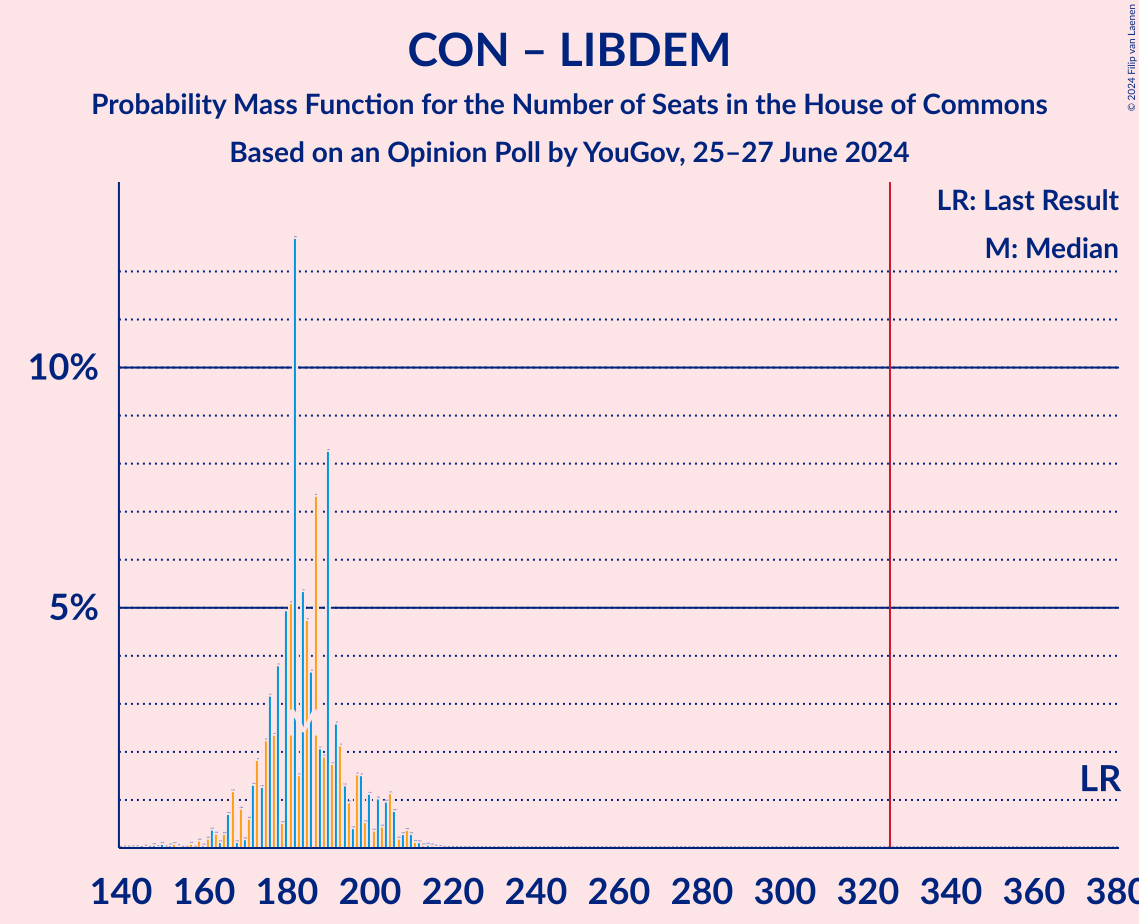 CON – LIBDEM
Probability Mass Function for the Number of Seats in the House of Commons
Based on an Opinion Poll by YouGov, 25–27 June 2024
© 2024 Filip van Laenen
LR: Last Result
M: Median
10%
5%
LR
140 160 180 200 220 240 260 280 300 320 340 360 380